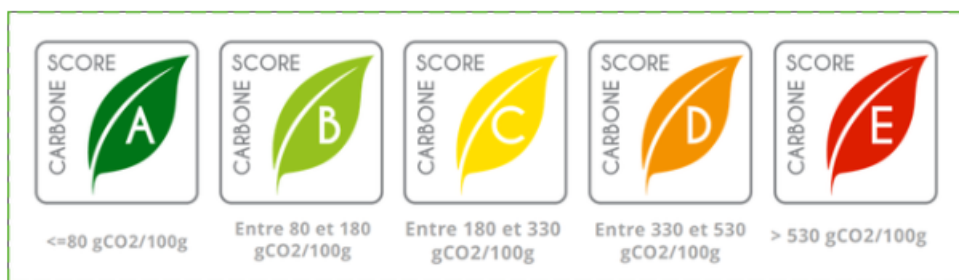 SCORE
CARBONE
A
<=80 gCO2/100g
SCORE
CARBONE
B
Entre 80 et 180
gCO2/100g
SCORE
CARBONE
C
Entre 180 et 330
gCO2/100g
SCORE
CARBONE
D
Entre 330 et 530
gCO2/100g
SCORE
CARBONE
E
> 530 gCO2/100g